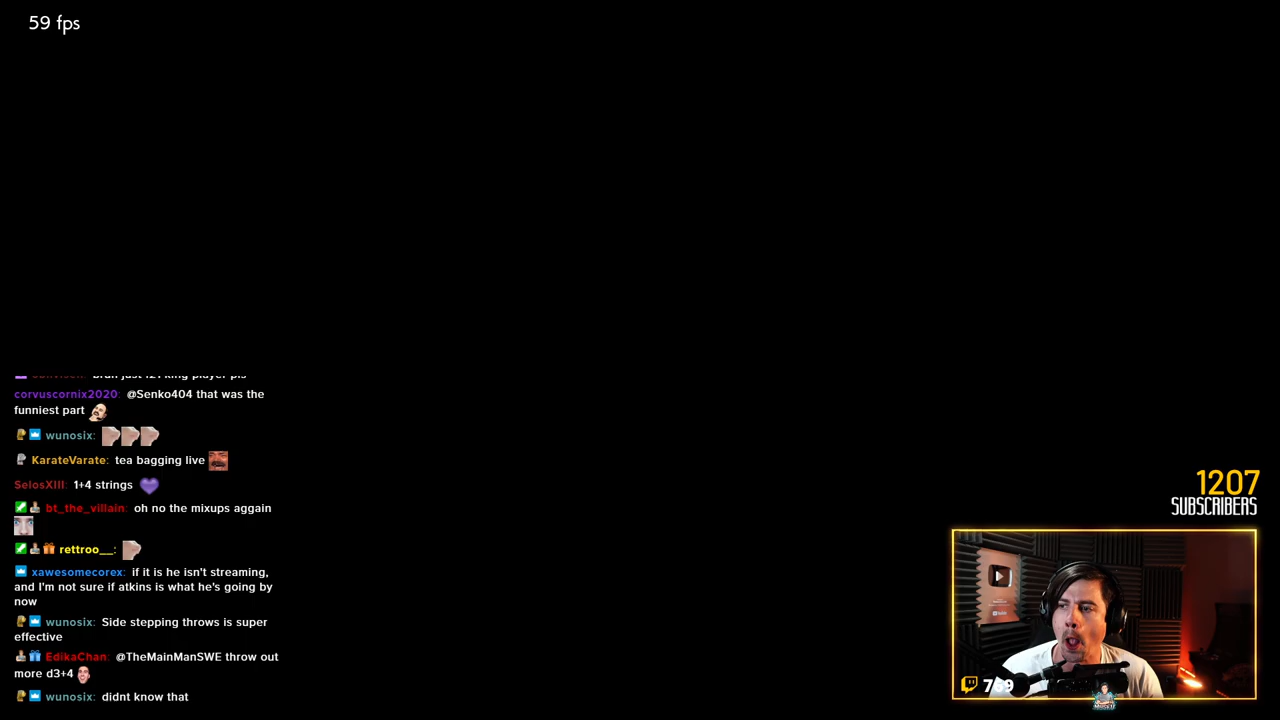 59 fps
corvuscornix2020: @Senko404 that was the
funniest part
wunosix:
KarateVarate: tea bagging live
SelosXIII: 1+4 strings
bt_the_villain: oh no the mixups aggain
rettroo__:
xawesomecorex: if it is he isn't streaming,
and I'm not sure if atkins is what he's going by
now
wunosix: Side stepping throws is super
effective
EdikaChan: @TheMainManSWE throw out
more d3+4
wunosix: didnt know that
1207
SUBSCRIBERS